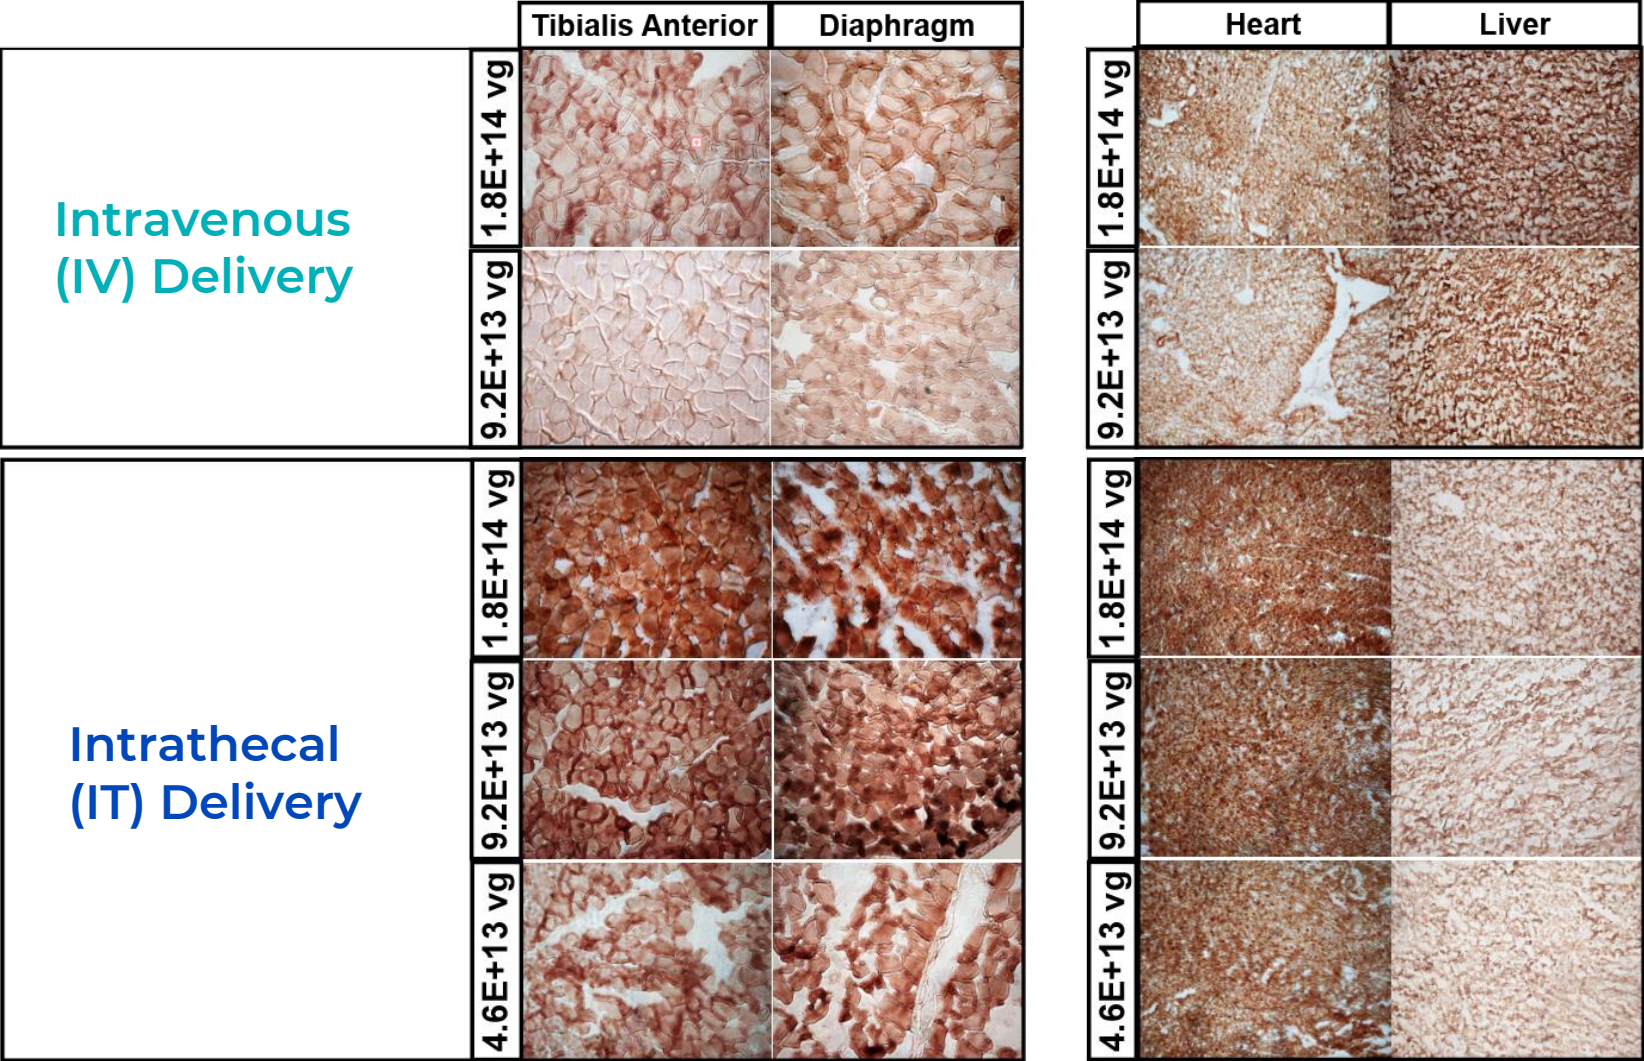 Tibialis Anterior
Diaphragm
Heart
Liver
Intravenous
(IV) Delivery
1.8E+14 vg
1.8E+14 vg
9.2E+13 vg
9.2E+13 vg
Intrathecal
(IT) Delivery
1.8E+14 vg
1.8E+14 vg
9.2E+13 vg
9.2E+13 vg
4.6E+13 vg
4.6E+13 vg